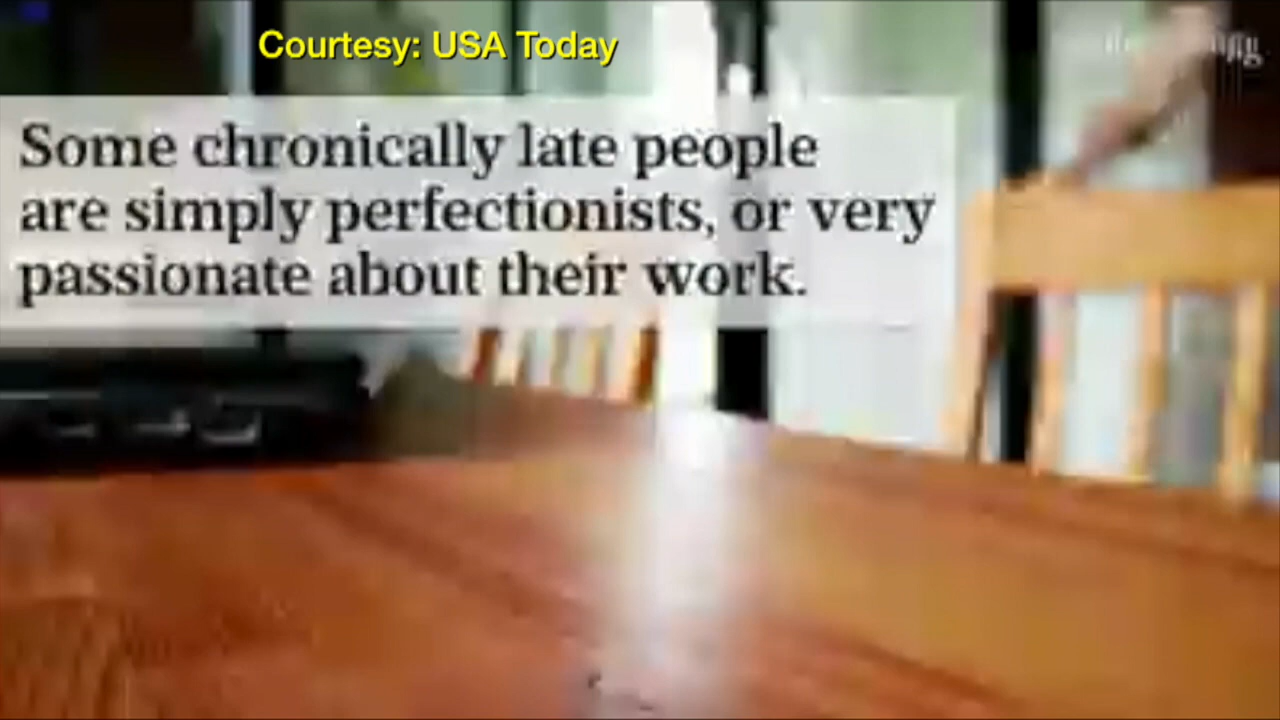 Courtesy: USA Today
Some chronically late people
are simply perfectionists, or very
passionate about their work.